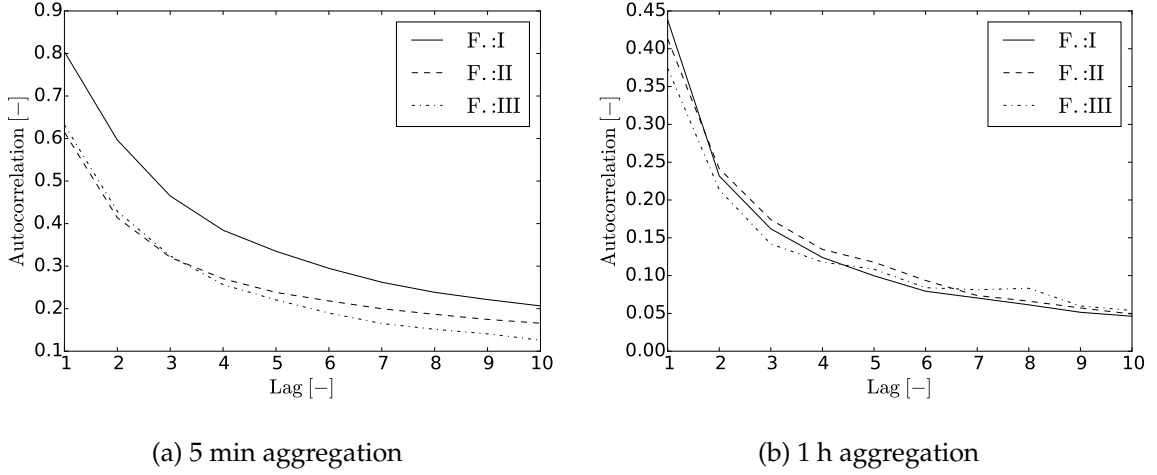 0.9
0.8
0.7
0.6
0.5
0.4
0.3
0.2
0.1
Autocorrelation [−]
F.:I
F.:II
F.:III
1 2 3 4 5 6 7 8 9 10
Lag [−]
(a) 5 min aggregation
0.45
0.40
0.35
0.30
0.25
0.20
0.15
0.10
0.05
0.00
Autocorrelation [−]
F.:I
F.:II
F.:III
1 2 3 4 5 6 7 8 9 10
Lag [−]
(b) 1 h aggregation